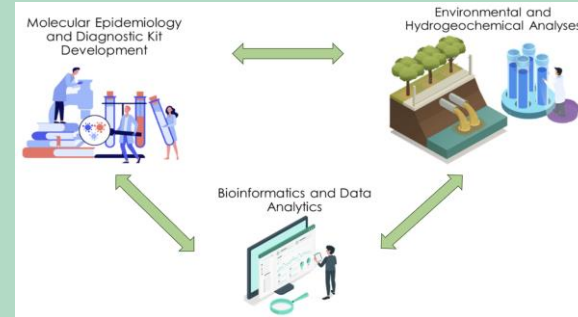 Molecular Epidemiology
and Diagnostic Kit
Development
Environmental and
Hydrogeochemical Analyses
Bioinformatics and Data
Analytics